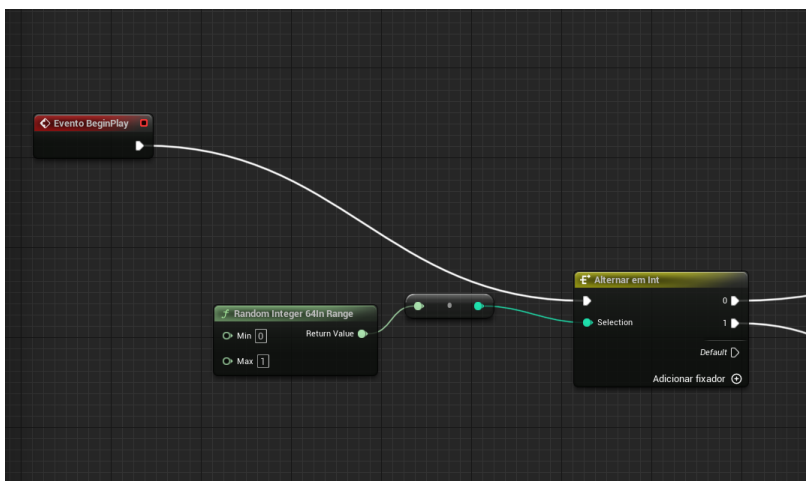 Evento BeginPlay
Random Integer 64In Range
Min 0
Return Value
Max 1
Alternar em Int
0
Selection
1
Default
Adicionar fixador